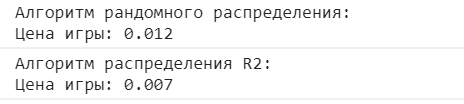 Алгоритм рандомного распределения:
Цена игры: 0.012
Алгоритм распределения R2:
Цена игры: 0.007